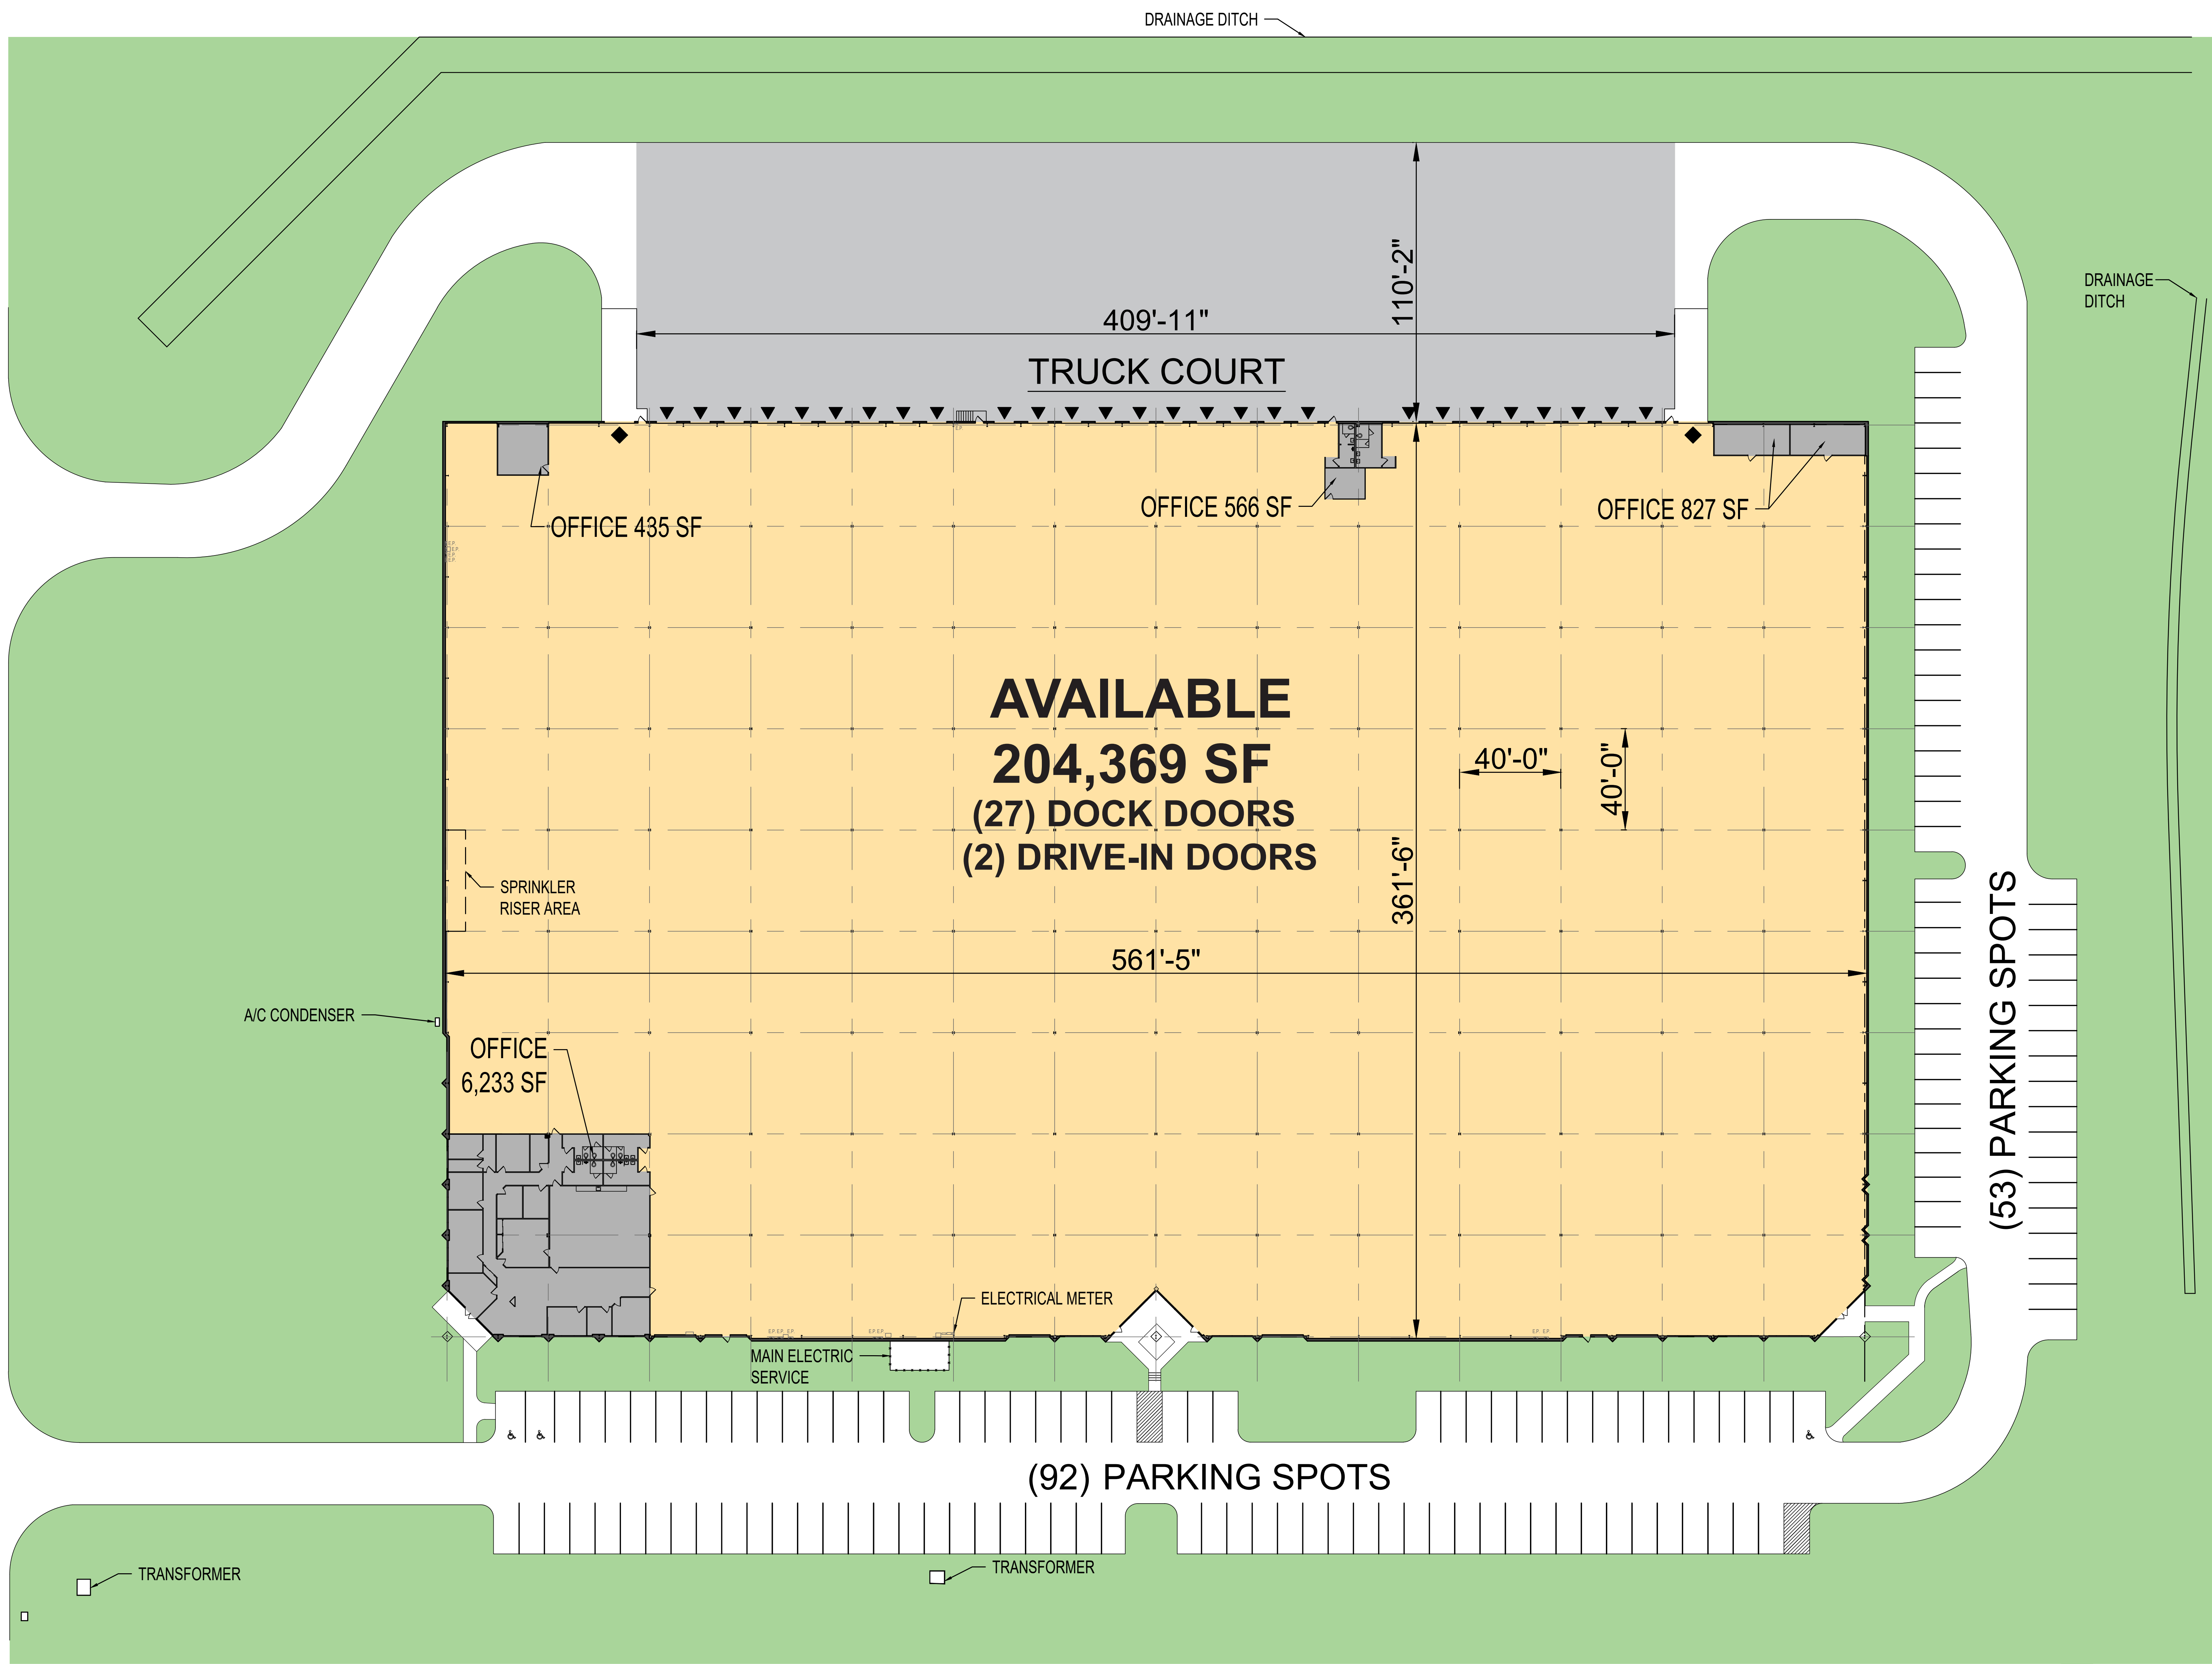 DRAINAGE DITCH
DRAINAGE
DITCH
110'-2"
409'-11"
TRUCK COURT
E.P.
OFFICE 435 SF
OFFICE 566 SF
OFFICE 827 SF
E.P.
E.P.
E.P.
E.P.
AVAILABLE
204,369 SF
(27) DOCK DOORS
(2) DRIVE-IN DOORS
40'-0"
40'-0"
361'-6"
SPRINKLER
RISER AREA
561'-5"
A/C CONDENSER
OFFICE
6,233 SF
(53) PARKING SPOTS
ELECTRICAL METER
E.P. E.P. E.P.
E.P. E.P.
E.P. E.P.
MAIN ELECTRIC
SERVICE
(92) PARKING SPOTS
TRANSFORMER
TRANSFORMER